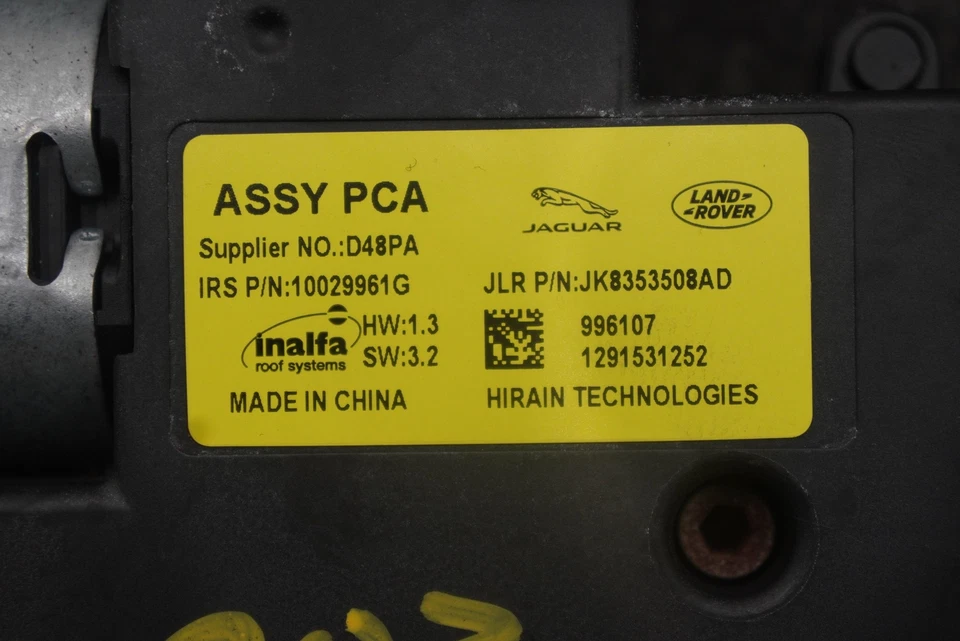 ASSY PCA
JAGUAR
LAND-
-ROVER
Supplier NO.:D48PA
IRS P/N:10029961G
JLR P/N:JK8353508AD
inalfa
roof systems
HW:1.3
SW:3.2
996107
1291531252
MADE IN CHINA
HIRAIN TECHNOLOGIES